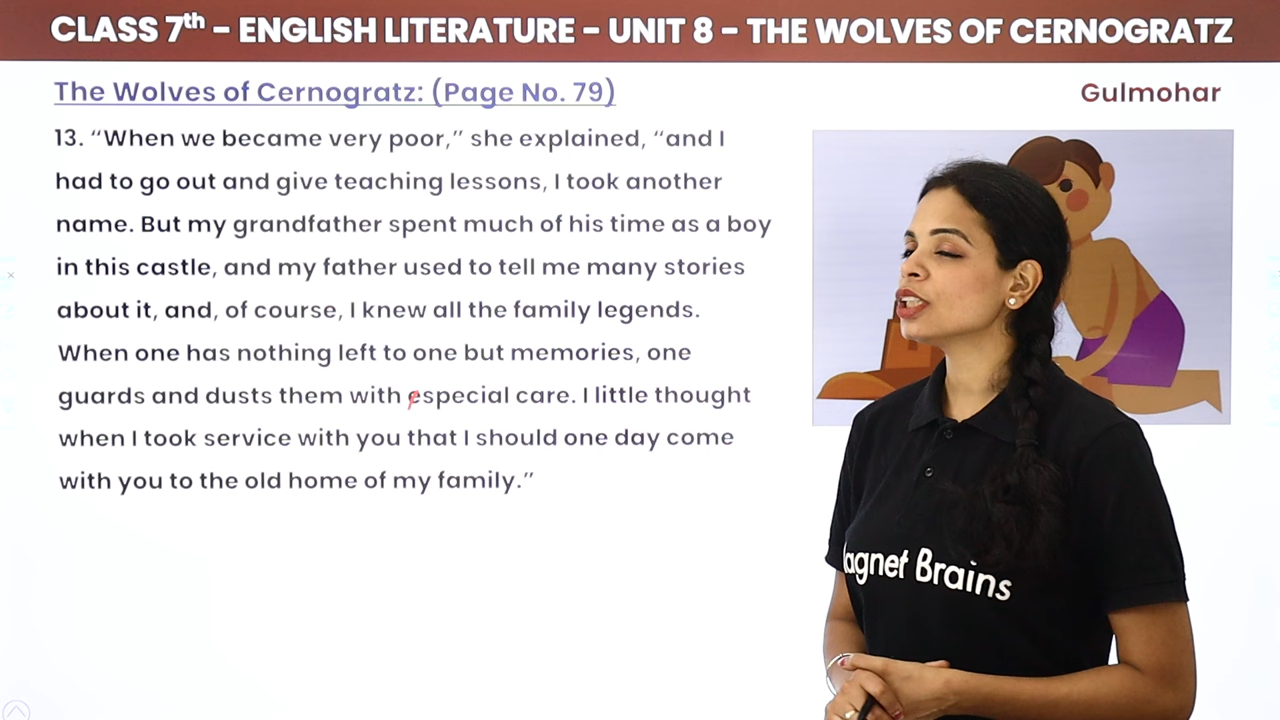 CLASS 7th – ENGLISH LITERATURE – UNIT 8 – THE WOLVES OF CERNOGRATZ
The Wolves of Cernogratz: (Page No. 79)
Gulmohar
13. “When we became very poor,” she explained, “and I
had to go out and give teaching lessons, I took another
name. But my grandfather spent much of his time as a boy
in this castle, and my father used to tell me many stories
about it, and, of course, I knew all the family legends.
When one has nothing left to one but memories, one
guards and dusts them with especial care. I little thought
when I took service with you that I should one day come
with you to the old home of my family.”
agnet Brains